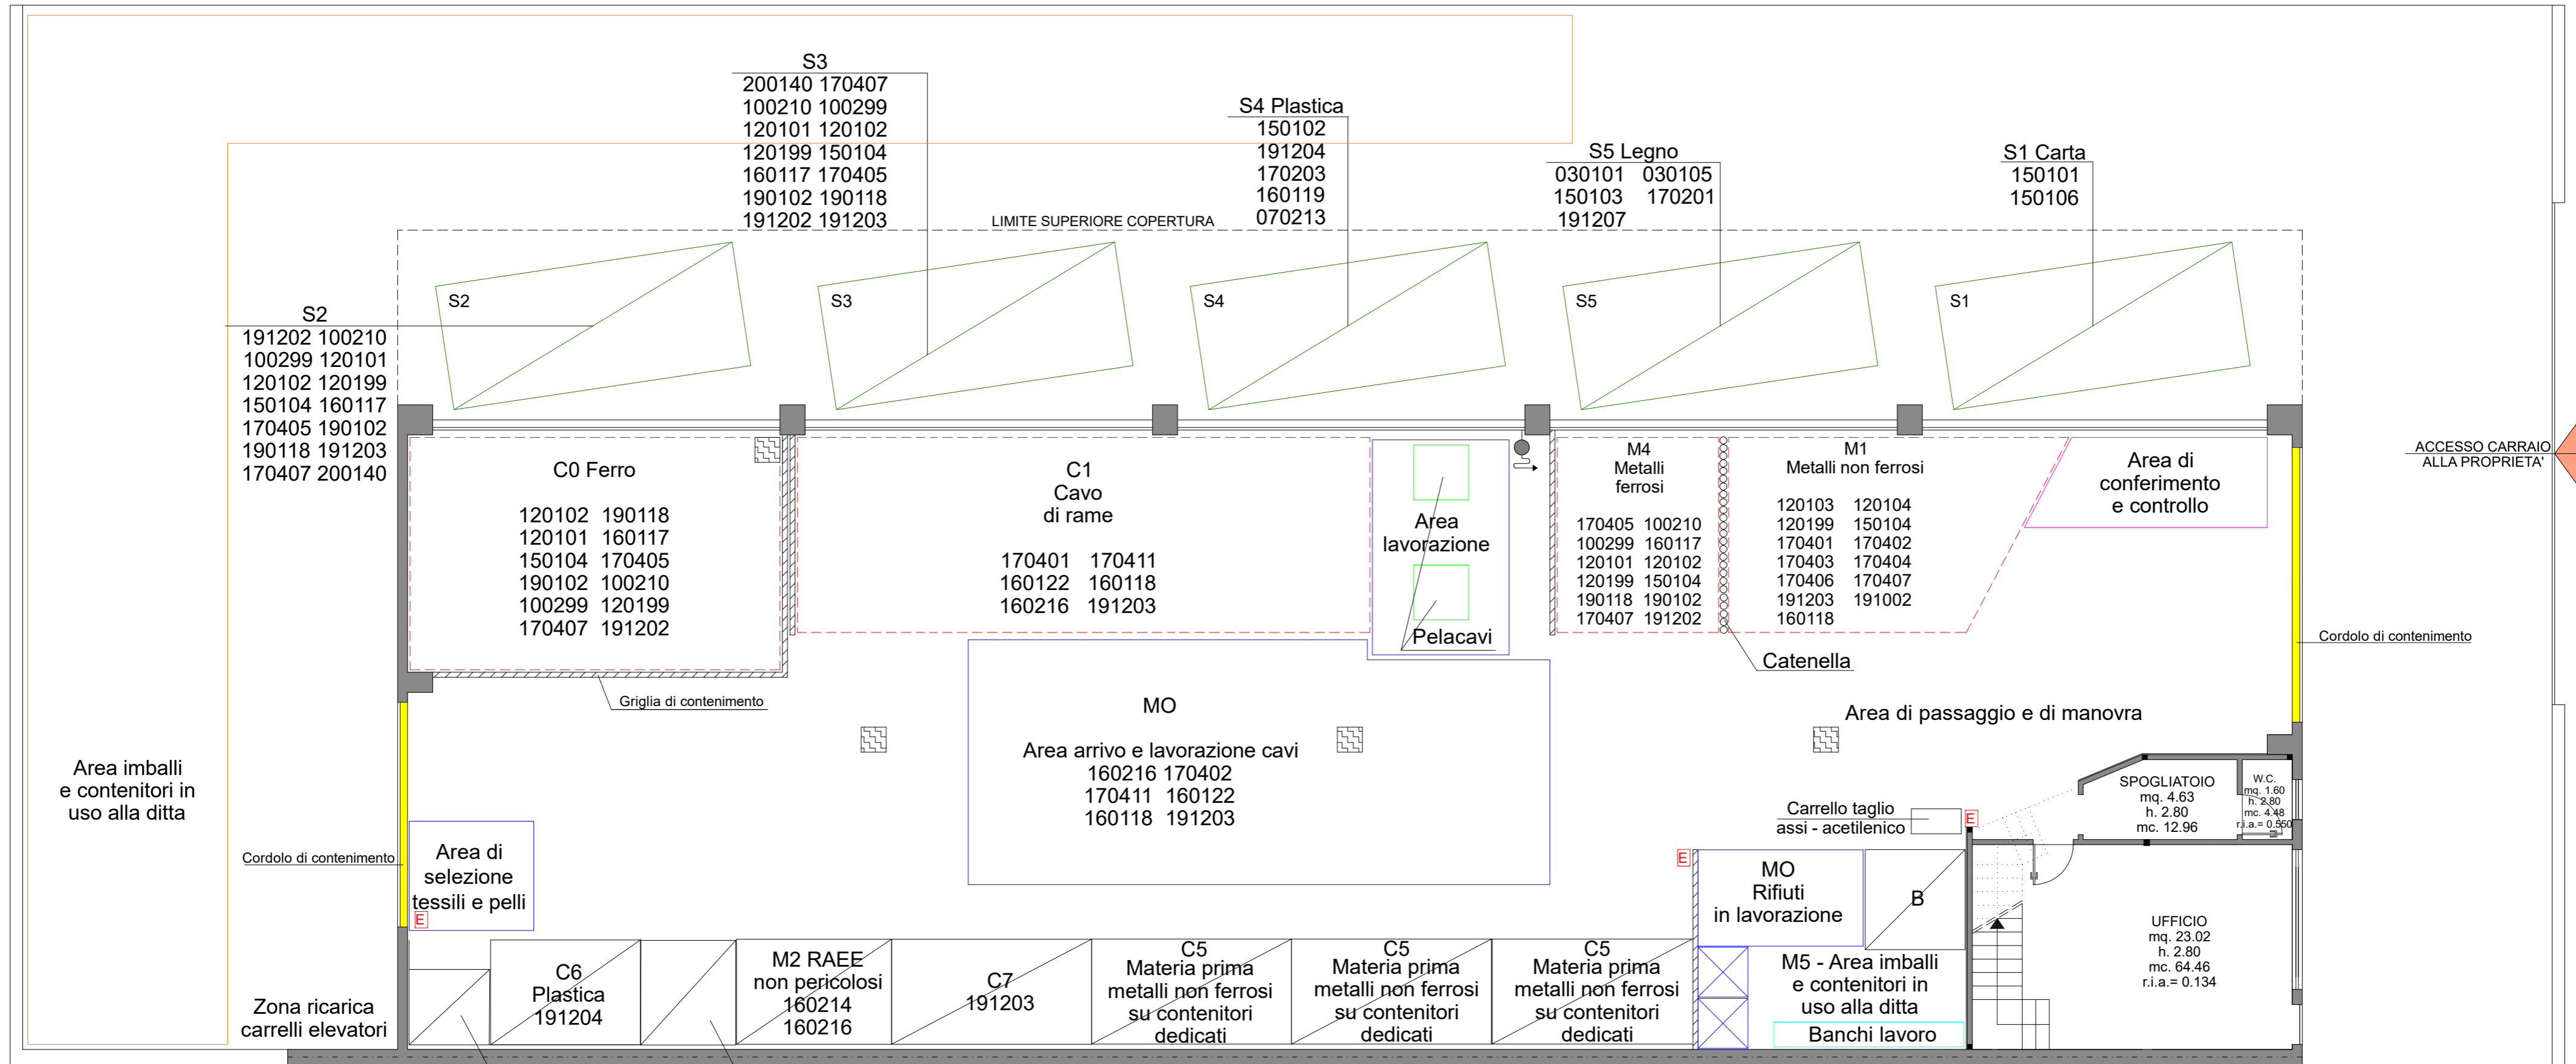 S3
200140 170407
100210 100299
120101 120102
120199 150104
160117 170405
190102 190118
191202 191203
S4 Plastica
150102
191204
170203
160119
070213
S5 Legno
030101 030105
150103 170201
191207
S1 Carta
150101
150106
LIMITE SUPERIORE COPERTURA
S2
S3
S4
S5
S1
S2
191202 100210
100299 120101
120102 120199
150104 160117
170405 190102
190118 191203
170407 200140
ACCESSO CARRAIO
ALLA PROPRIETA'
C0 Ferro
120102 190118
120101 160117
150104 170405
190102 100210
100299 120199
170407 191202
C1
Cavo
di rame
170401 170411
160122 160118
160216 191203
Area
lavorazione
Pelacavi
M4
Metalli
ferrosi
170405 100210
100299 160117
120101 120102
120199 150104
190118 190102
170407 191202
M1
Metalli non ferrosi
120103 120104
120199 150104
170401 170402
170403 170404
170406 170407
191203 191002
160118
Area di
conferimento
e controllo
Cordolo di contenimento
Catenella
Griglia di contenimento
MO
Area arrivo e lavorazione cavi
160216 170402
170411 160122
160118 191203
Area di passaggio e di manovra
Area imballi
e contenitori in
uso alla ditta
Cordolo di contenimento
Area di
selezione
tessili e pelli
E
Carrello taglio
assi - acetilenico
E
E
SPOGLIATOIO
mq. 4.63
h. 2.80
mc. 12.96
W.C.
mq. 1.60
h. 2.80
mc. 4.48
r.i.a.= 0.550
MO
Rifiuti
in lavorazione
B
UFFICIO
mq. 23.02
h. 2.80
mc. 64.46
r.i.a.= 0.134
Zona ricarica
carrelli elevatori
C6
Plastica
191204
M2 RAEE
non pericolosi
160214
160216
C7
191203
C5
Materia prima
metalli non ferrosi
su contenitori
dedicati
C5
Materia prima
metalli non ferrosi
su contenitori
dedicati
C5
Materia prima
metalli non ferrosi
su contenitori
dedicati
M5 - Area imballi
e contenitori in
uso alla ditta
Banchi lavoro